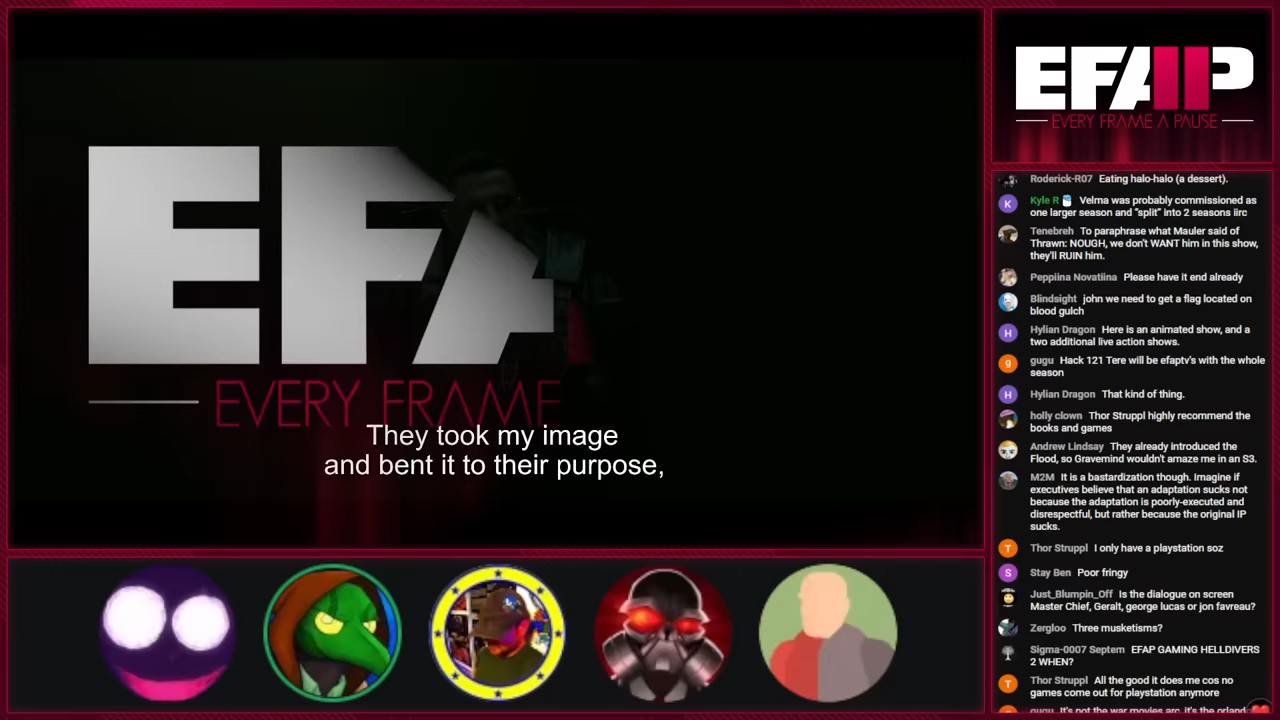 EFA
EVERY FRAME
They took my image
and bent it to their purpose,
EFAP
EVERY FRAME A PAUSE
Roderick-R07 Eating halo-halo (a dessert).
K
Kyle R Velma was probably commissioned as
one larger season and "split" into 2 seasons iirc
Tenebreh To paraphrase what Mauler said of
Thrawn: NOUGH, we don't WANT him in this show,
they'll RUIN him.
Peppiina Novatiina Please have it end already
Blindsight john we need to get a flag located on
blood gulch
H
Hylian Dragon Here is an animated show, and a
two additional live action shows.
g
gugu Hack 121 Tere will be efaptv's with the whole
season
H
Hylian Dragon That kind of thing.
holly clown Thor Struppl highly recommend the
books and games
Andrew Lindsay They already introduced the
Flood, so Gravemind wouldn't amaze me in an S3.
M2M It is a bastardization though. Imagine if
executives believe that an adaptation sucks not
because the adaptation is poorly-executed and
disrespectful, but rather because the original IP
sucks.
T
Thor Struppl I only have a playstation soz
S
Stay Ben Poor fringy
Just_Blumpin_Off Is the dialogue on screen
Master Chief, Geralt, george lucas or jon favreau?
Zergloo Three musketisms?
Sigma-0007 Septem EFAP GAMING HELLDIVERS
2 WHEN?
T
Thor Struppl All the good it does me cos no
games come out for playstation anymore
gugu It's not the war movies arc, it's the orland